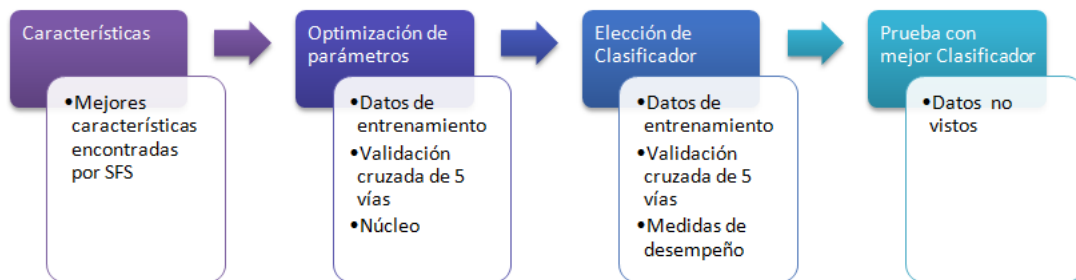 Características
•Mejores
características
encontradas
por SFS
Optimización de
parámetros
•Datos de
entrenamiento
•Validación
cruzada de 5
vías
•Núcleo
Elección de
Clasificador
•Datos de
entrenamiento
•Validación
cruzada de 5
vías
•Medidas de
desempeño
Prueba con
mejor Clasificador
•Datos no
vistos